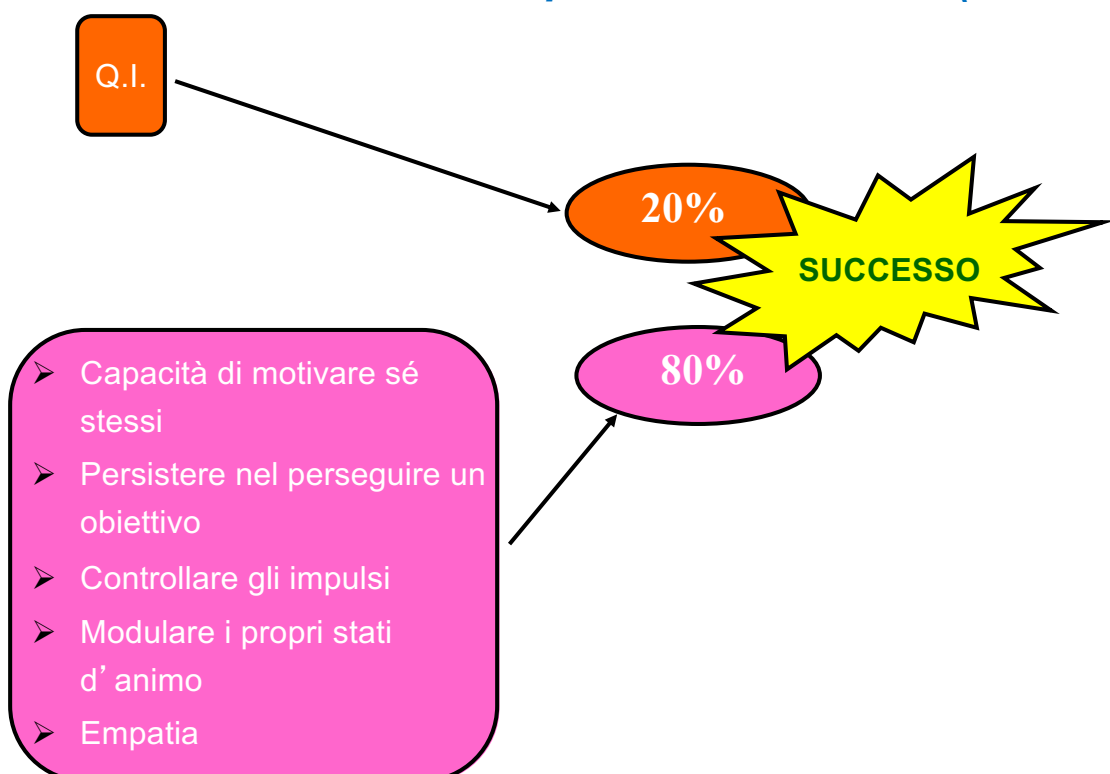 Q.I.
20%
SUCCESSO
80%
➢ Capacità di motivare sé
stessi
➢ Persistere nel perseguire un
obiettivo
➢ Controllare gli impulsi
➢ Modulare i propri stati
d’animo
➢ Empatia